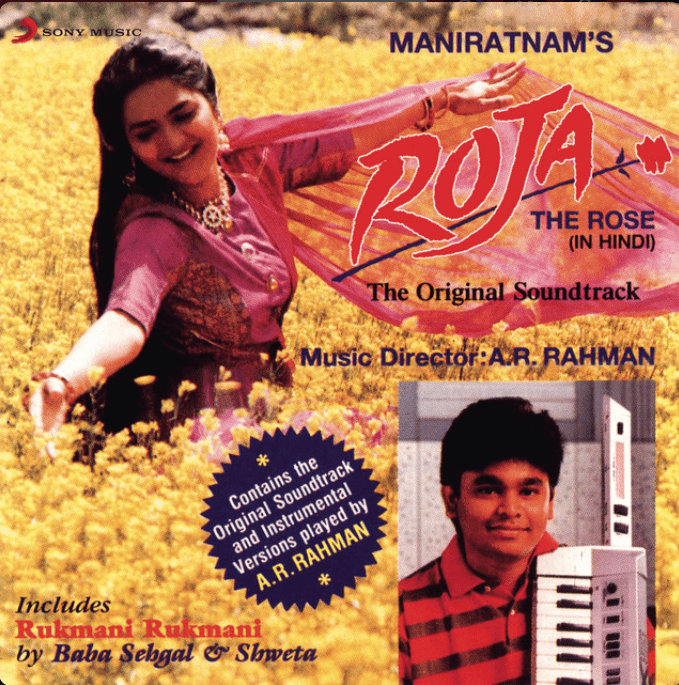 SONY MUSIC
MANIRATNAM'S
ROJA
THE ROSE
(IN HINDI)
The Original Soundtrack
Music Director:A.R. RAHMAN
Contains the
Original Soundtrack
and Instrumental
Versions played by
A.R. RAHMAN
Includes
Rukmani Rukmani
by Baba Sehgal & Shweta